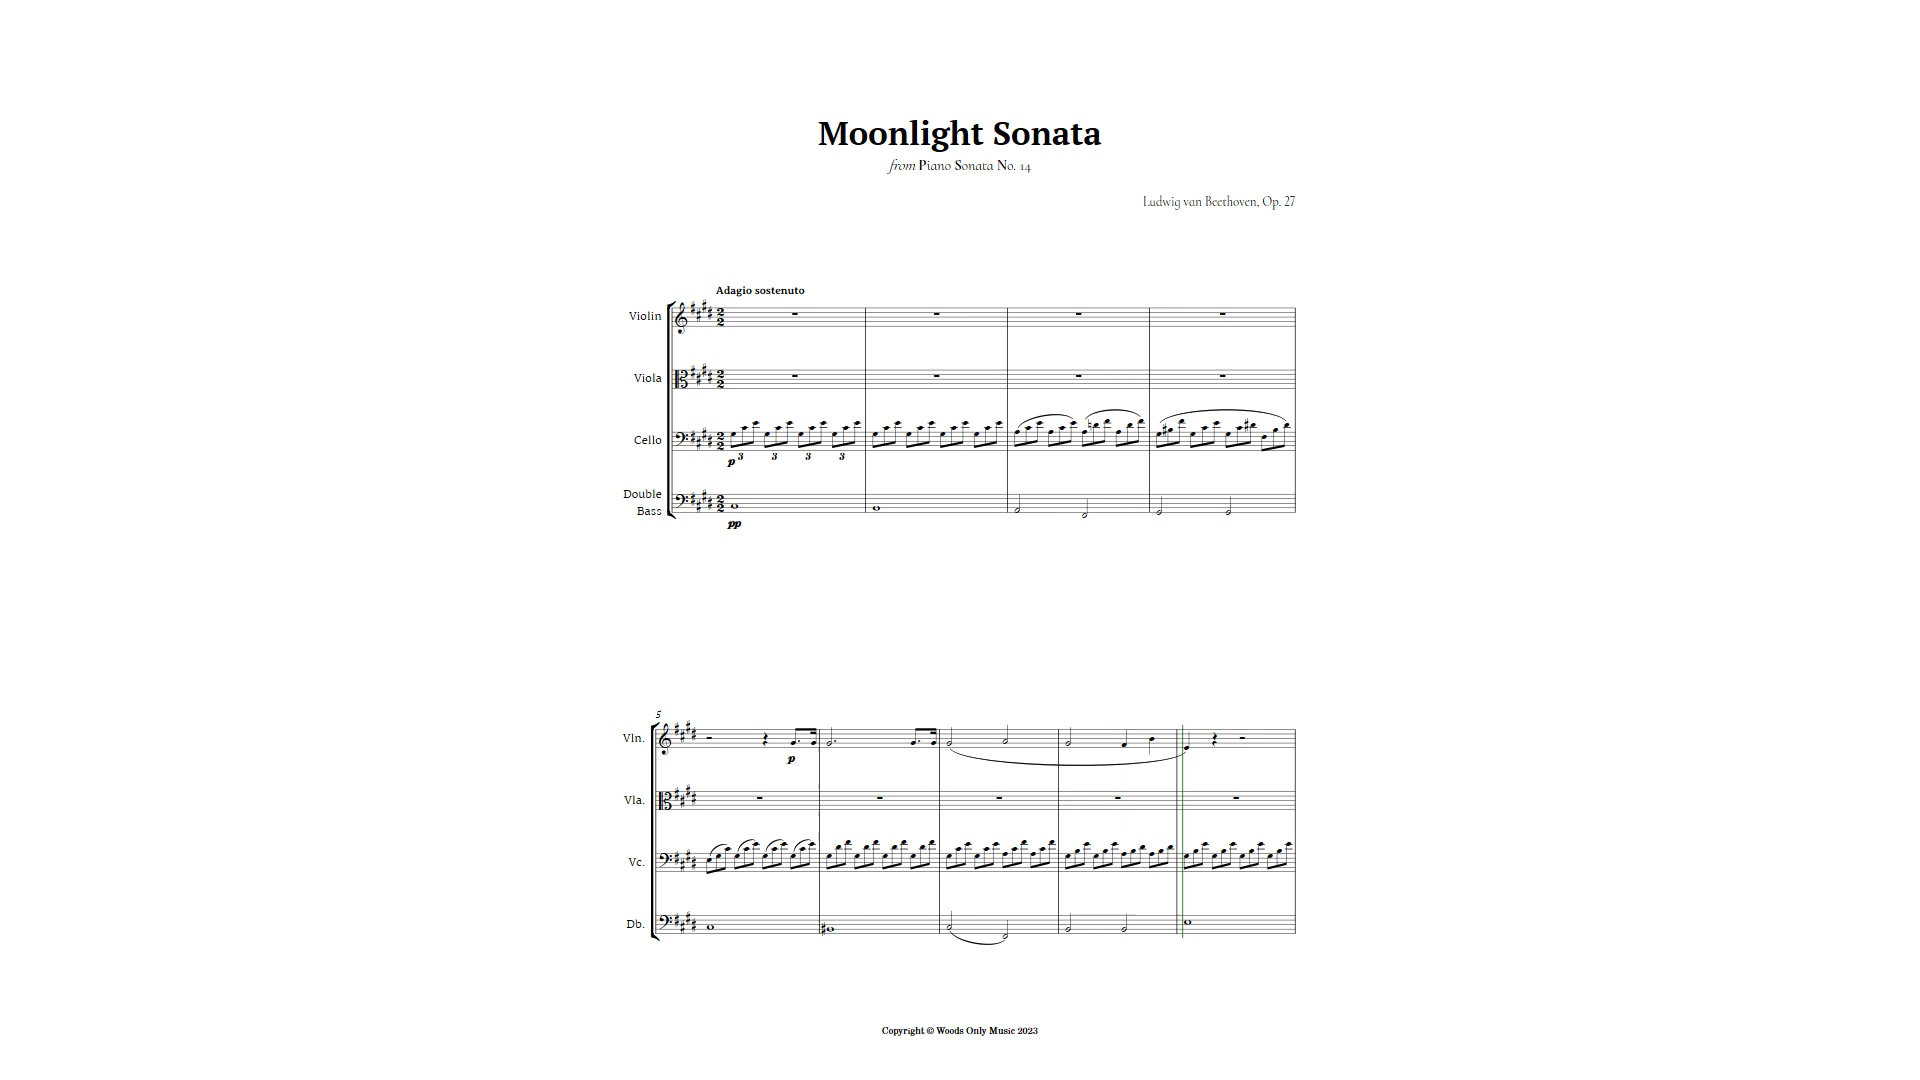 Moonlight Sonata
from Piano Sonata No. 14
Ludwig van Beethoven, Op. 27
Adagio sostenuto
Violin
Viola
Cello
p 3 3 3 3
Double
Bass
pp
5
Vln.
p
Vla.
Vc.
Db.
Copyright © Woods Only Music 2023